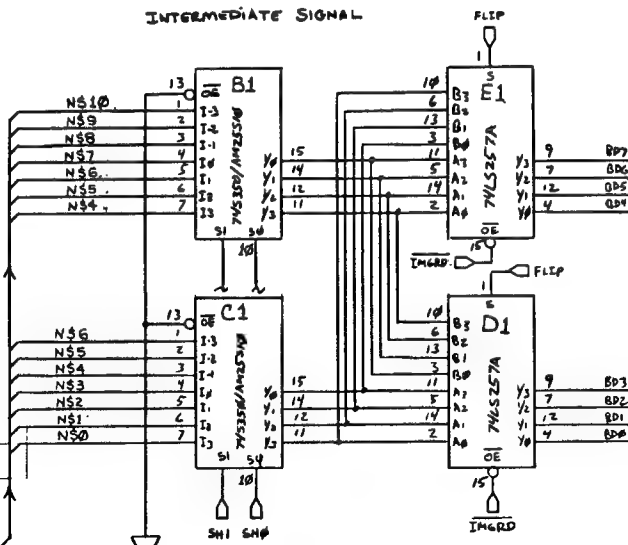 INTERMEDIATE SIGNAL
FLIP
13 OE B1
N$10 1 I-3
N$9 2 I-2
N$8 3 I-1
N$7 4 I0 Y0 15
N$6 5 I1 Y1 14
N$5 6 I2 Y2 12
N$4 7 I3 Y3 11
74S350/AM25S10
S1 S0
10
1 S
E1
10 B3
6 B2
13 B1
3 B0
11 A3 Y3 9 BD7
5 A2 Y2 7 BD6
14 A1 Y1 12 BD5
2 A0 Y0 4 BD4
74LS257A
OE
15
IMGRD
FLIP
13 OE C1
N$6 1 I-3
N$5 2 I-2
N$4 3 I-1
N$3 4 I0 Y0 15
N$2 5 I1 Y1 14
N$1 6 I2 Y2 12
N$0 7 I3 Y3 11
74S350/AM25S10
S1 S0
10
SH1 SH0
1 S
D1
10 B3
6 B2
13 B1
3 B0
11 A3 Y3 9 BD3
5 A2 Y2 7 BD2
14 A1 Y1 12 BD1
2 A0 Y0 4 BD0
74LS257A
OE
15
IMGRD